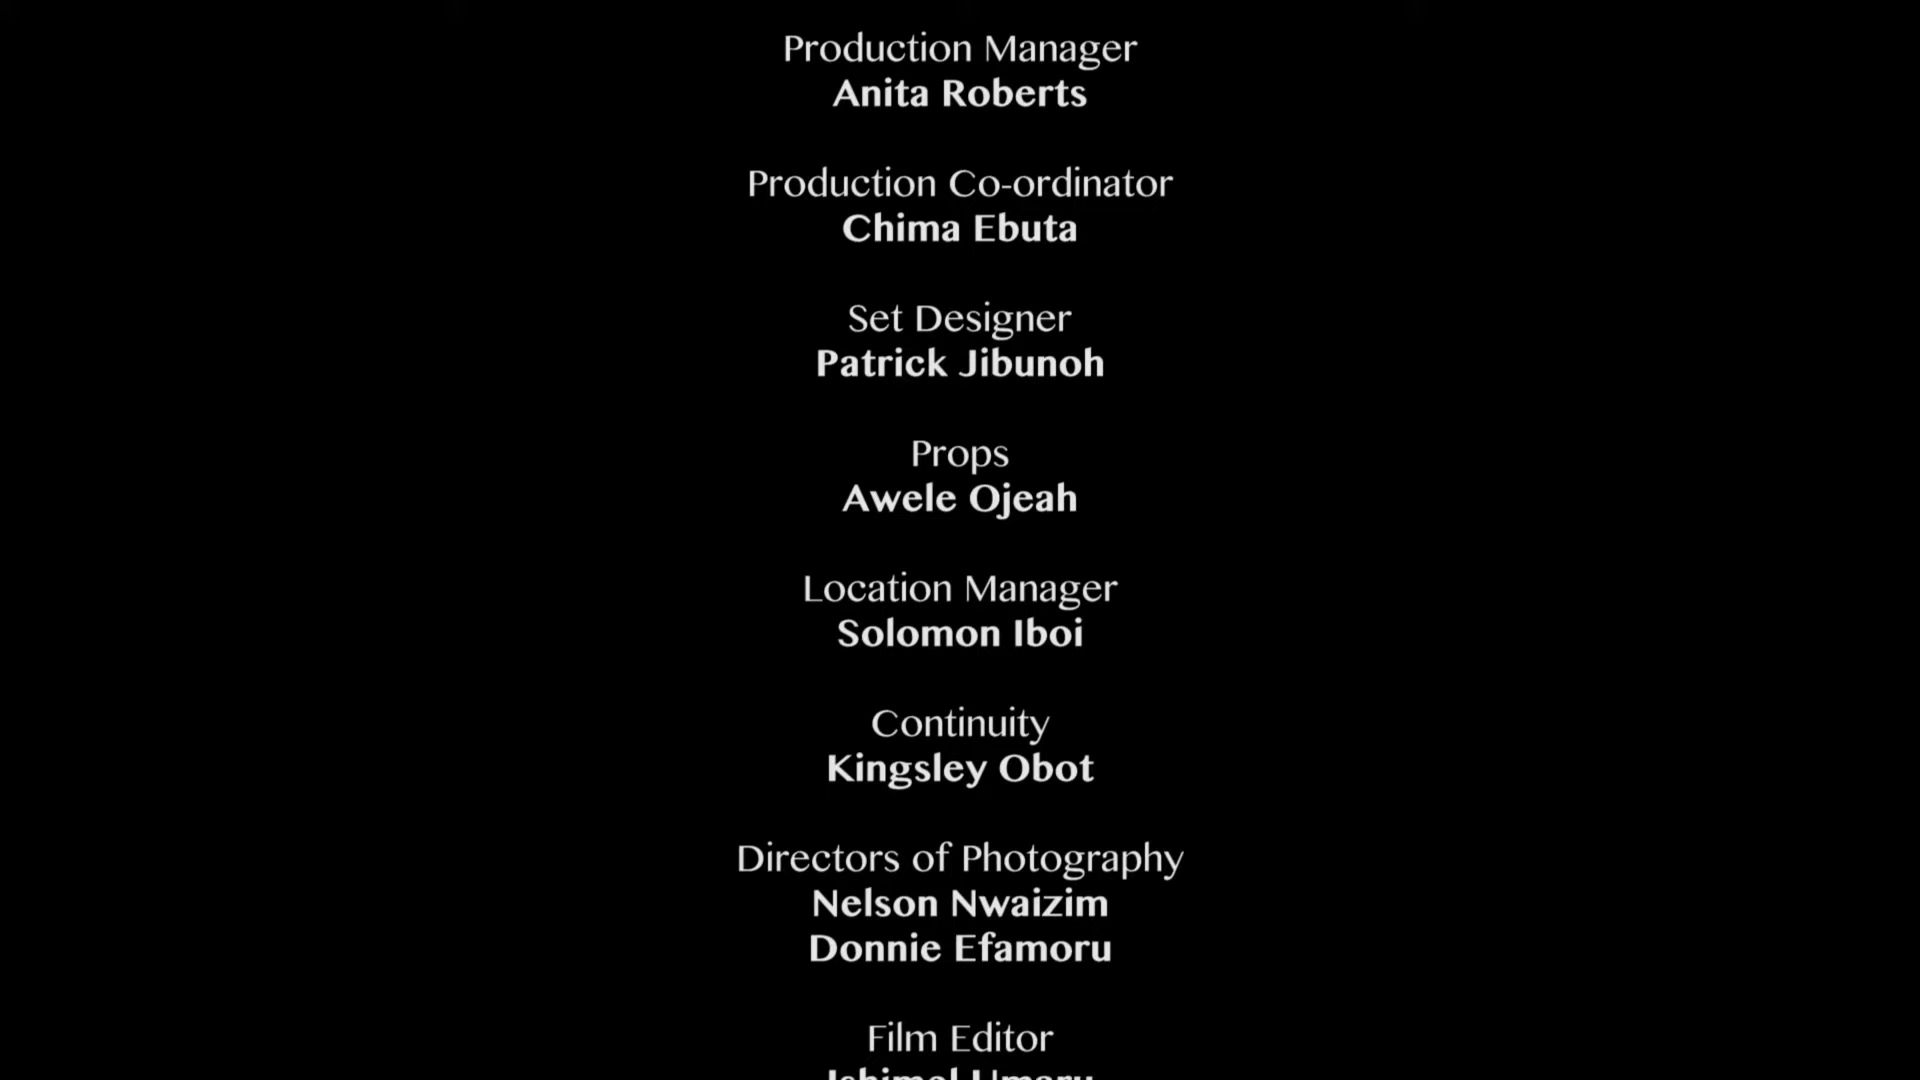 Production Manager
Anita Roberts
Production Co-ordinator
Chima Ebuta
Set Designer
Patrick Jibunoh
Props
Awele Ojeah
Location Manager
Solomon Iboi
Continuity
Kingsley Obot
Directors of Photography
Nelson Nwaizim
Donnie Efamoru
Film Editor